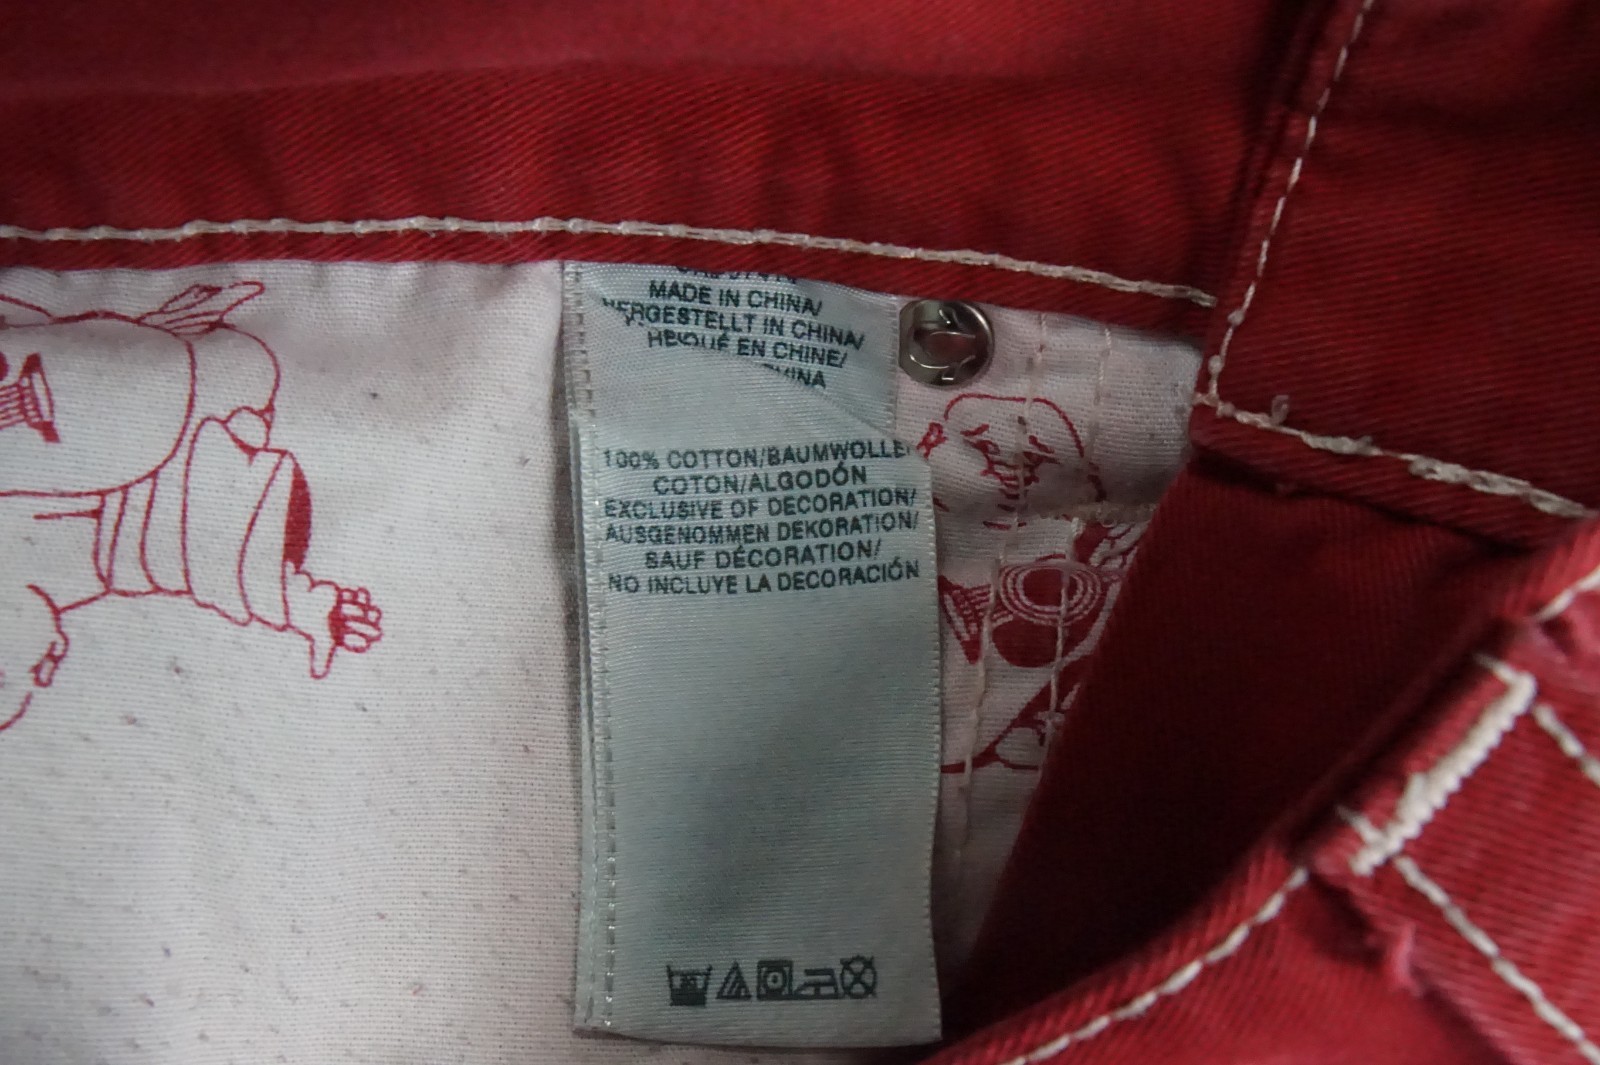 MADE IN CHINA/
HERGESTELLT IN CHINA/
EN CHINE/
100% COTTON/BAUMWOLLE/
COTON/ALGODÓN
EXCLUSIVE OF DECORATION/
AUSGENOMMEN DEKORATION/
SAUF DÉCORATION/
NO INCLUYE LA DECORACIÓN